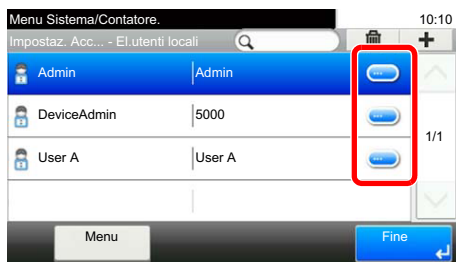 Menu Sistema/Contatore. 10:10
Impostaz. Acc... - El.utenti locali
Admin Admin
DeviceAdmin 5000
1/1
User A User A
Menu Fine